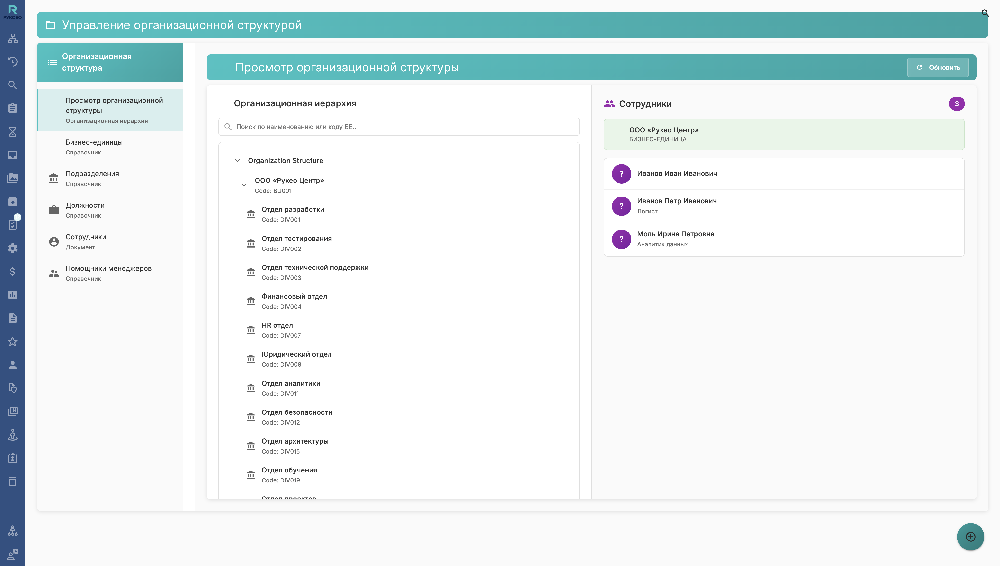 РУКСЕО
Управление организационной структурой
Организационная
структура
Просмотр организационной
структуры
Организационная иерархия
Бизнес-единицы
Справочник
Подразделения
Справочник
Должности
Справочник
Сотрудники
Документ
Помощники менеджеров
Справочник
Просмотр организационной структуры
Обновить
Организационная иерархия
Поиск по наименованию или коду БЕ...
Organization Structure
ООО «Рухео Центр»
Code: BU001
Отдел разработки
Code: DIV001
Отдел тестирования
Code: DIV002
Отдел технической поддержки
Code: DIV003
Финансовый отдел
Code: DIV004
HR отдел
Code: DIV007
Юридический отдел
Code: DIV008
Отдел аналитики
Code: DIV011
Отдел безопасности
Code: DIV012
Отдел архитектуры
Code: DIV015
Отдел обучения
Code: DIV019
Отдел проектов
Сотрудники
3
ООО «Рухео Центр»
БИЗНЕС-ЕДИНИЦА
? Иванов Иван Иванович
? Иванов Петр Иванович
Логист
? Моль Ирина Петровна
Аналитик данных